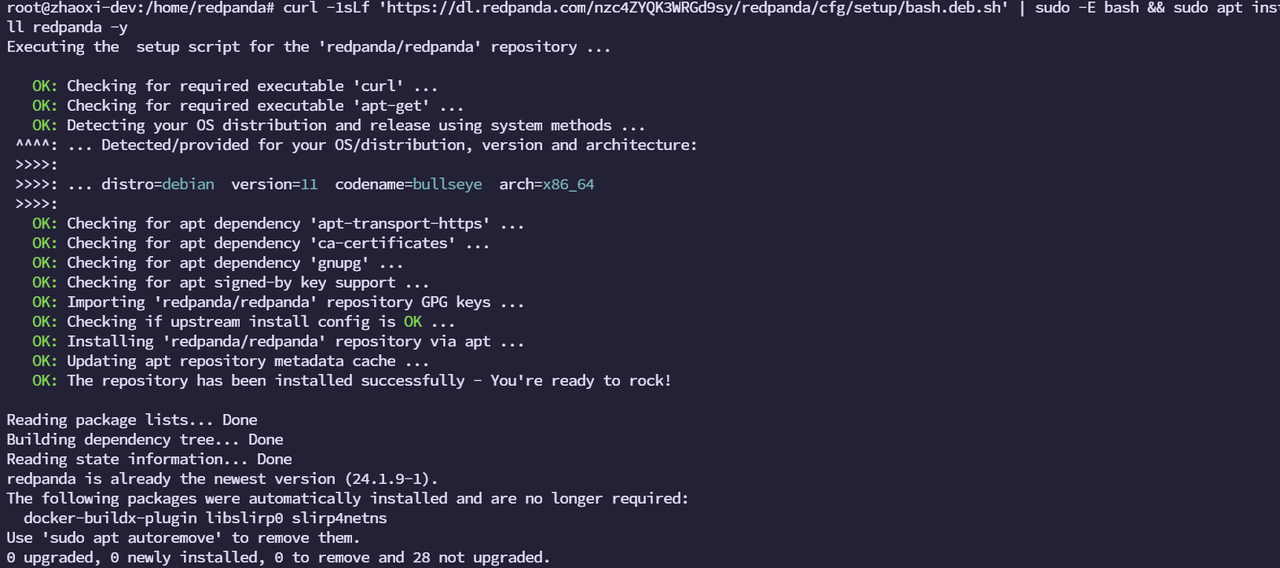 root@zhaoxi-dev:/home/redpanda# curl -1sLf 'https://dl.redpanda.com/nzc4ZYQK3WRGd9sy/redpanda/cfg/setup/bash.deb.sh' | sudo -E bash && sudo apt inst
ll redpanda -y
Executing the  setup script for the 'redpanda/redpanda' repository ...
OK: Checking for required executable 'curl' ...
OK: Checking for required executable 'apt-get' ...
OK: Detecting your OS distribution and release using system methods ...
^^^^: ... Detected/provided for your OS/distribution, version and architecture:
>>>>:
>>>>: ... distro=debian  version=11  codename=bullseye  arch=x86_64
>>>>:
OK: Checking for apt dependency 'apt-transport-https' ...
OK: Checking for apt dependency 'ca-certificates' ...
OK: Checking for apt dependency 'gnupg' ...
OK: Checking for apt signed-by key support ...
OK: Importing 'redpanda/redpanda' repository GPG keys ...
OK: Checking if upstream install config is OK ...
OK: Installing 'redpanda/redpanda' repository via apt ...
OK: Updating apt repository metadata cache ...
OK: The repository has been installed successfully - You're ready to rock!
Reading package lists... Done
Building dependency tree... Done
Reading state information... Done
redpanda is already the newest version (24.1.9-1).
The following packages were automatically installed and are no longer required:
docker-buildx-plugin libslirp0 slirp4netns
Use 'sudo apt autoremove' to remove them.
0 upgraded, 0 newly installed, 0 to remove and 28 not upgraded.